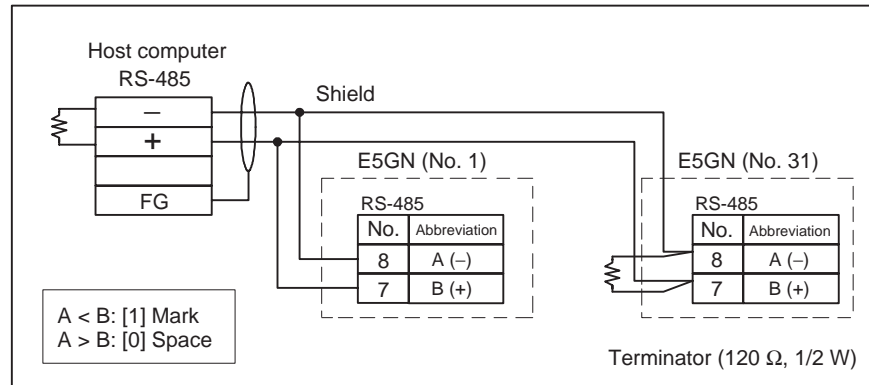 Host computer
RS-485
−
+
FG
Shield
E5GN (No. 1)
RS-485
No. Abbreviation
8 A (−)
7 B (+)
E5GN (No. 31)
RS-485
No. Abbreviation
8 A (−)
7 B (+)
A < B: [1] Mark
A > B: [0] Space
Terminator (120 Ω, 1/2 W)